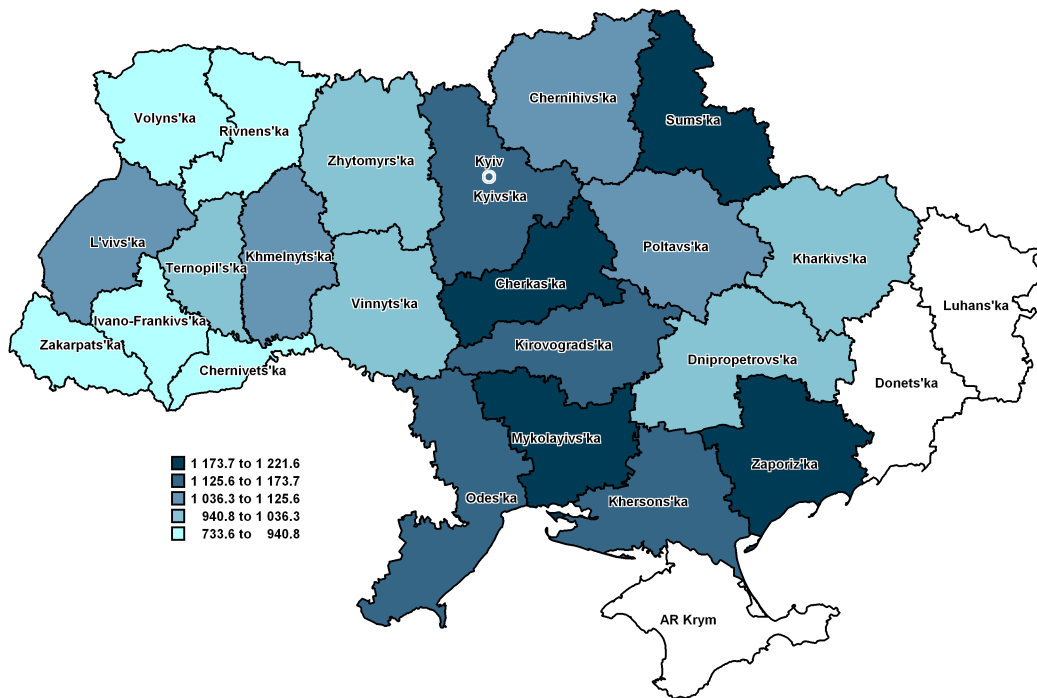 Chernihivs'ka
Volyns'ka
Sums'ka
Rivnens'ka
Zhytomyrs'ka
Kyiv
Kyivs'ka
L'vivs'ka
Khmelnyts'ka
Poltavs'ka
Kharkivs'ka
Ternopil's'ka
Cherkas'ka
Vinnyts'ka
Luhans'ka
Ivano-Frankivs'ka
Zakarpats'ka
Kirovograds'ka
Dnipropetrovs'ka
Chernivets'ka
Donets'ka
Mykolayivs'ka
Zaporiz'ka
Odes'ka
Khersons'ka
1 173.7 to 1 221.6
1 125.6 to 1 173.7
1 036.3 to 1 125.6
940.8 to 1 036.3
733.6 to 940.8
AR Krym